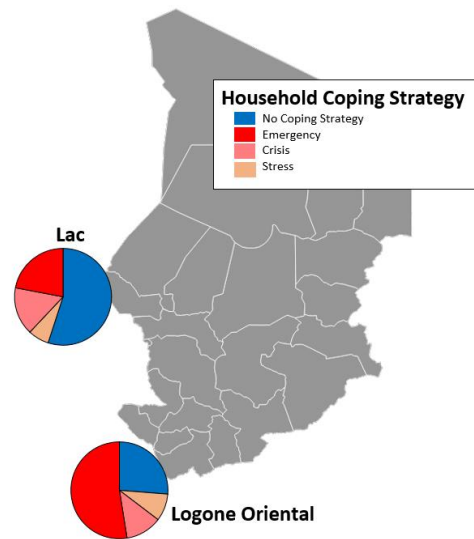 Household Coping Strategy
No Coping Strategy
Emergency
Crisis
Stress
Lac
Logone Oriental